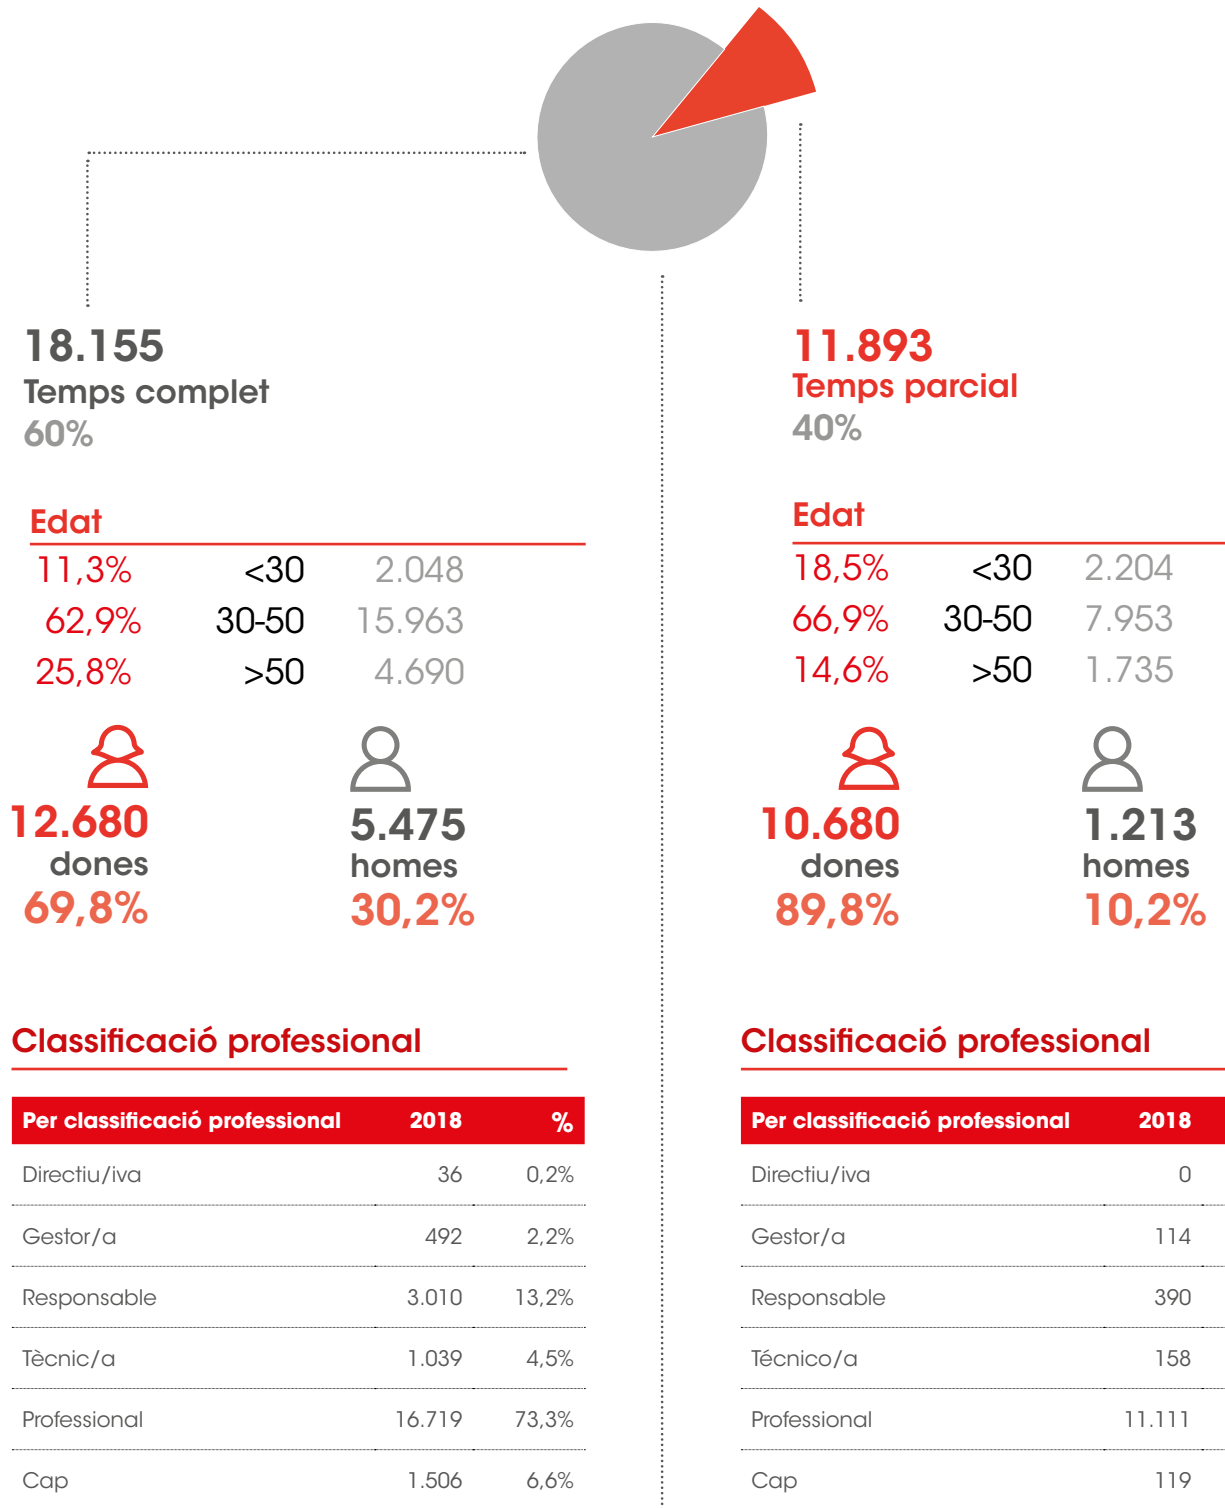 18.155
Temps complet
60%
Edat
11,3% <30 2.048
62,9% 30-50 15.963
25,8% >50 4.690
12.680
dones
69,8%
5.475
homes
30,2%
Classificació professional
Per classificació professional 2018 %
Directiu/iva 36 0,2%
Gestor/a 492 2,2%
Responsable 3.010 13,2%
Tècnic/a 1.039 4,5%
Professional 16.719 73,3%
Cap 1.506 6,6%
11.893
Temps parcial
40%
Edat
18,5% <30 2.204
66,9% 30-50 7.953
14,6% >50 1.735
10.680
dones
89,8%
1.213
homes
10,2%
Classificació professional
Per classificació professional 2018
Directiu/iva 0
Gestor/a 114
Responsable 390
Técnico/a 158
Professional 11.111
Cap 119